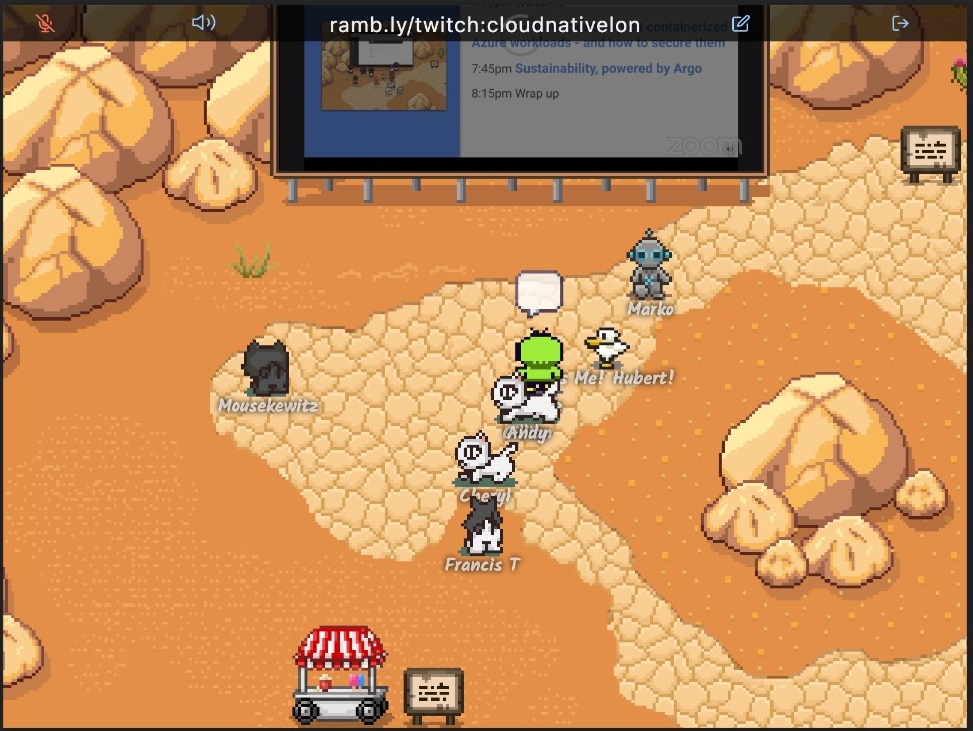 ramb.ly/twitch:cloudnativelon
containerized
Azure workloads - and how to secure them
7:45pm Sustainability, powered by Argo
8:15pm Wrap up
zoom
Marko
s Me! Hubert!
Mousekewitz
Andy
Cheryl
Francis T